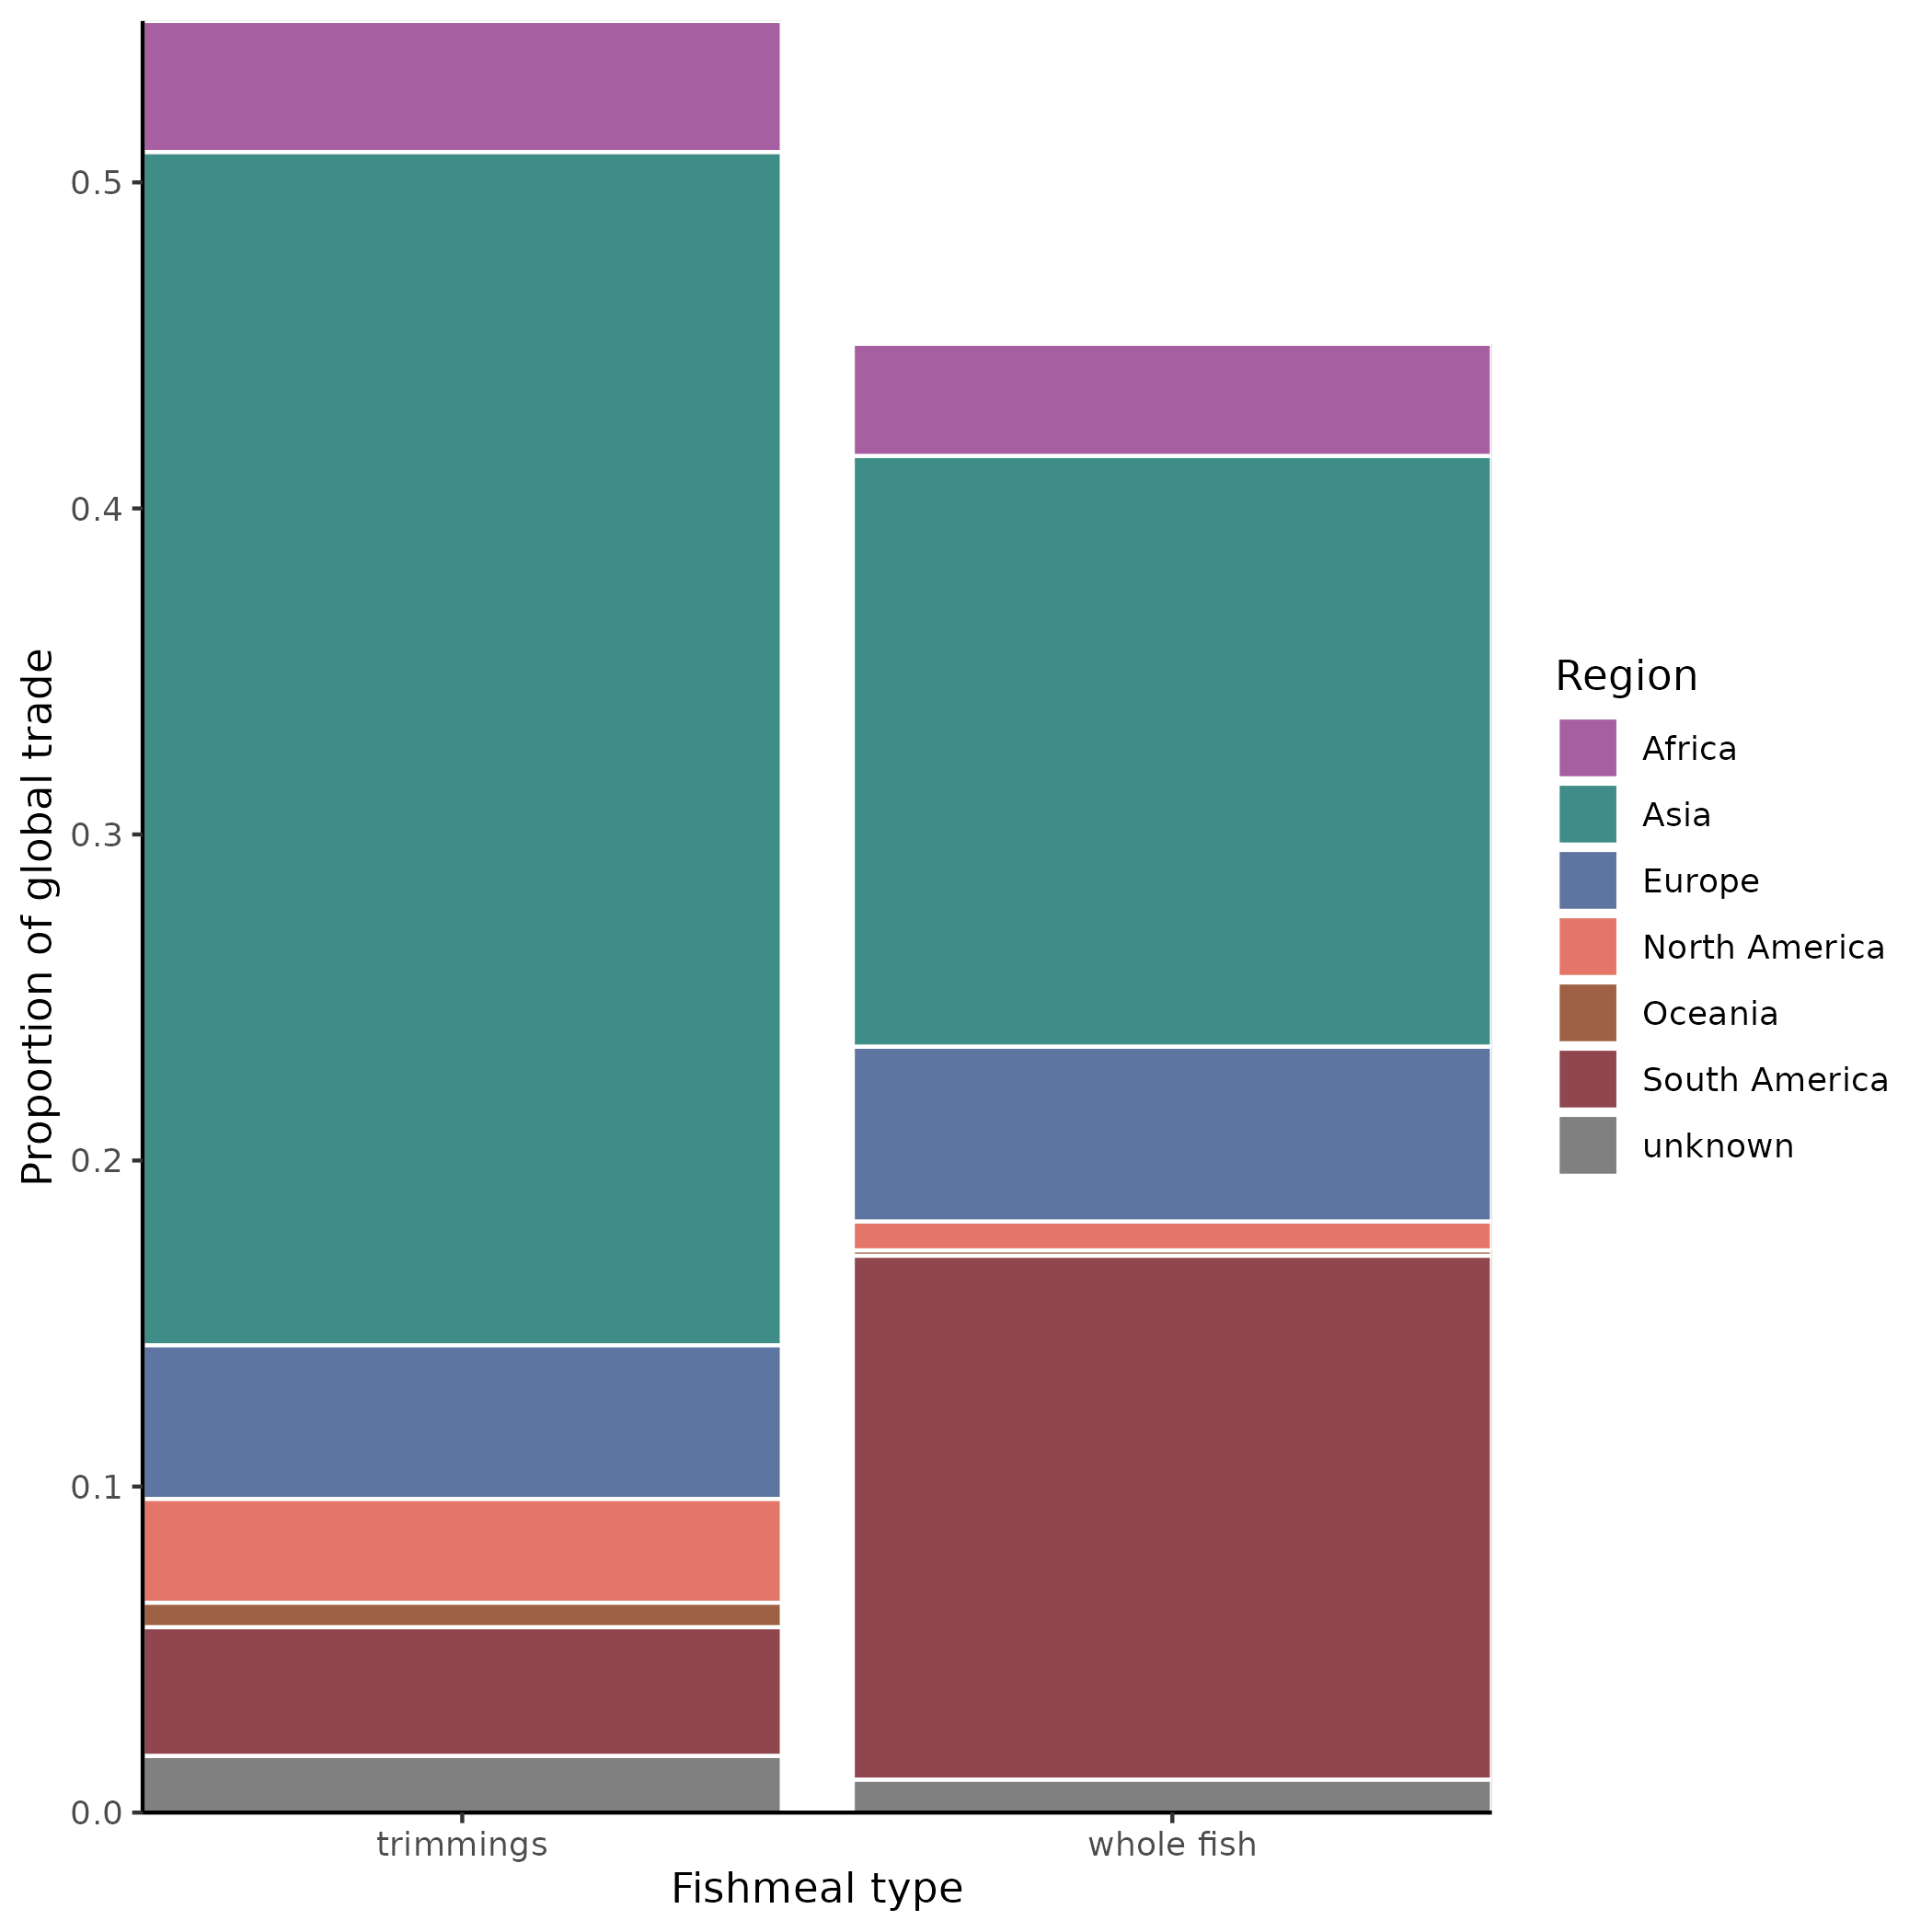 Proportion of global trade
0.5
0.4
0.3
0.2
0.1
0.0
trimmings
whole fish
Fishmeal type
Region
Africa
Asia
Europe
North America
Oceania
South America
unknown